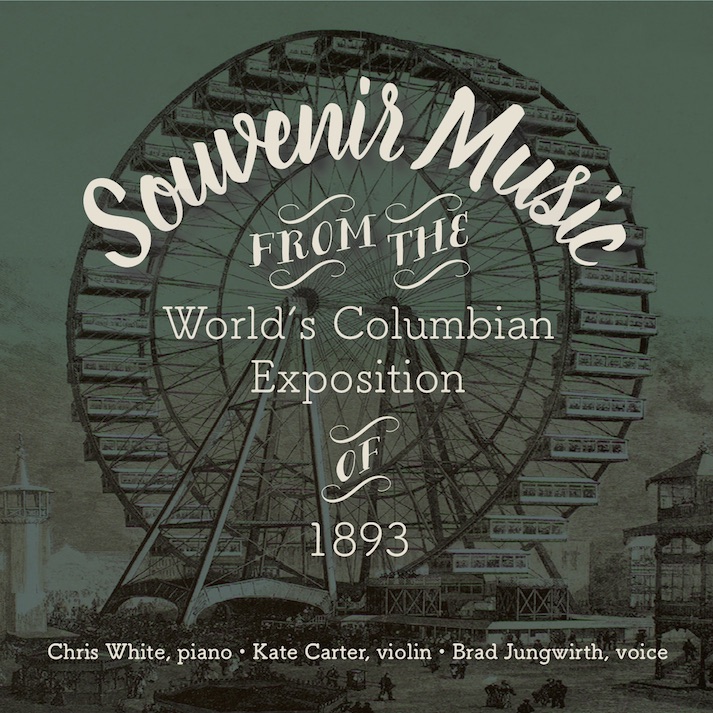 Souvenir Music
FROM THE
World's Columbian
Exposition
OF
1893
Chris White, piano • Kate Carter, violin • Brad Jungwirth, voice